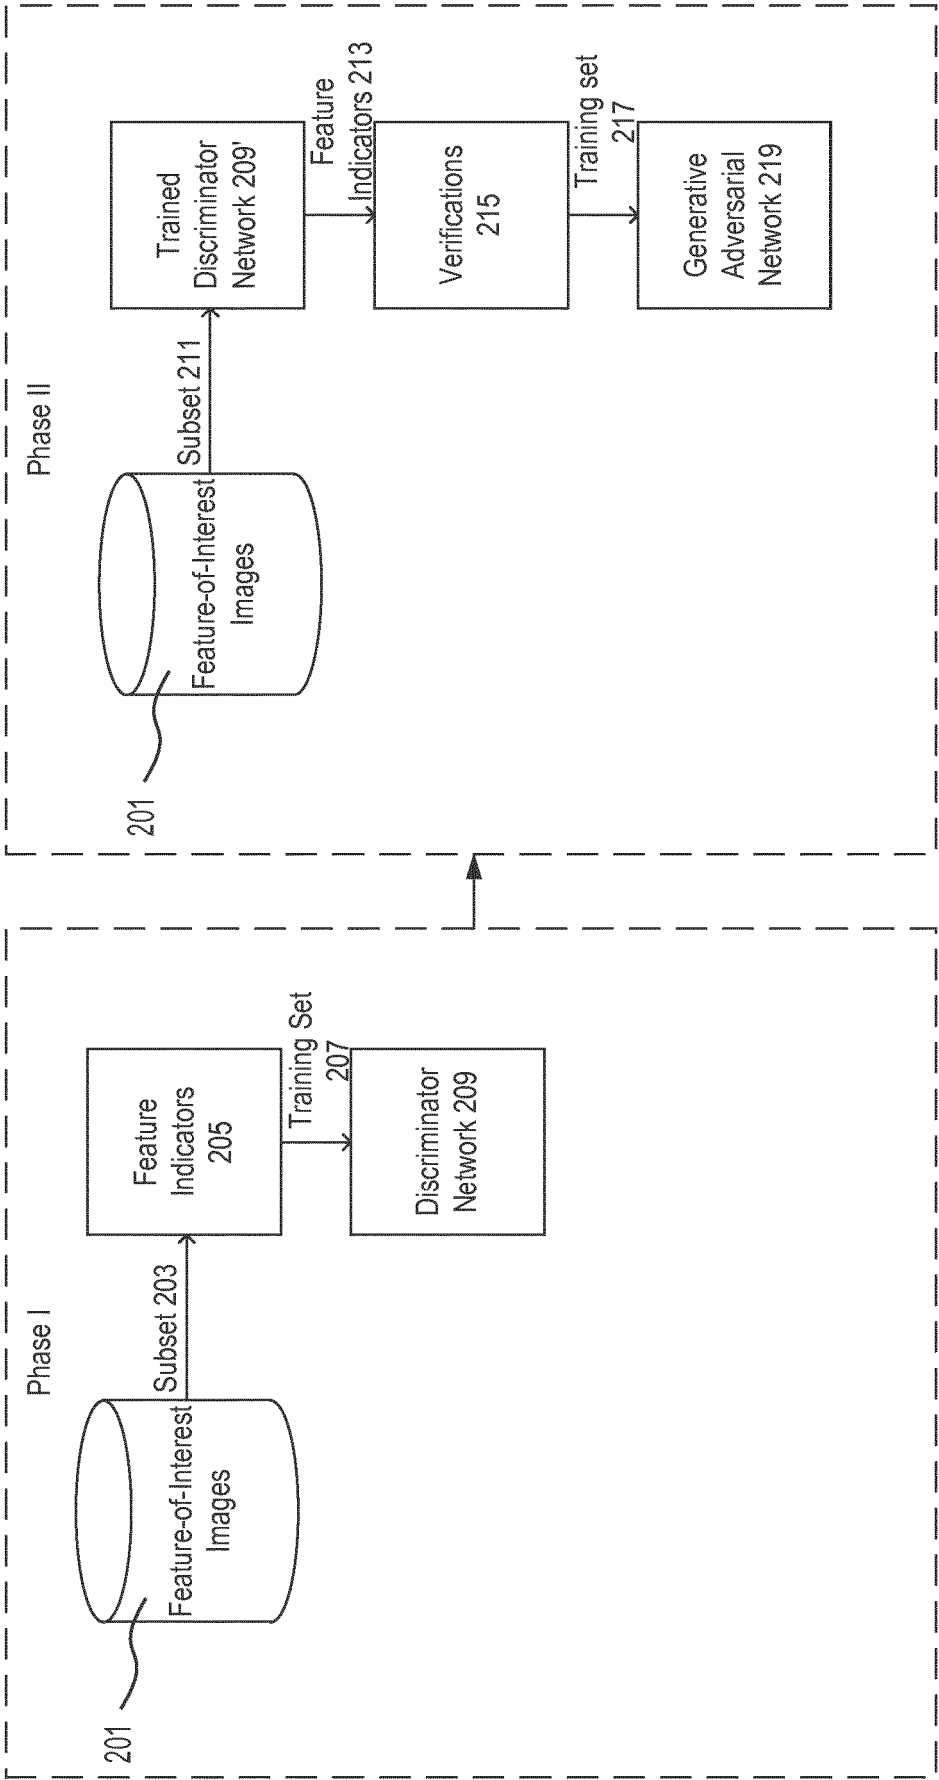 Phase I
201
Feature-of-Interest
Images
Subset 203
Feature
Indicators
205
Training Set
207
Discriminator
Network 209
Phase II
201
Feature-of-Interest
Images
Subset 211
Trained
Discriminator
Network 209'
Feature
Indicators 213
Verifications
215
Training set
217
Generative
Adversarial
Network 219